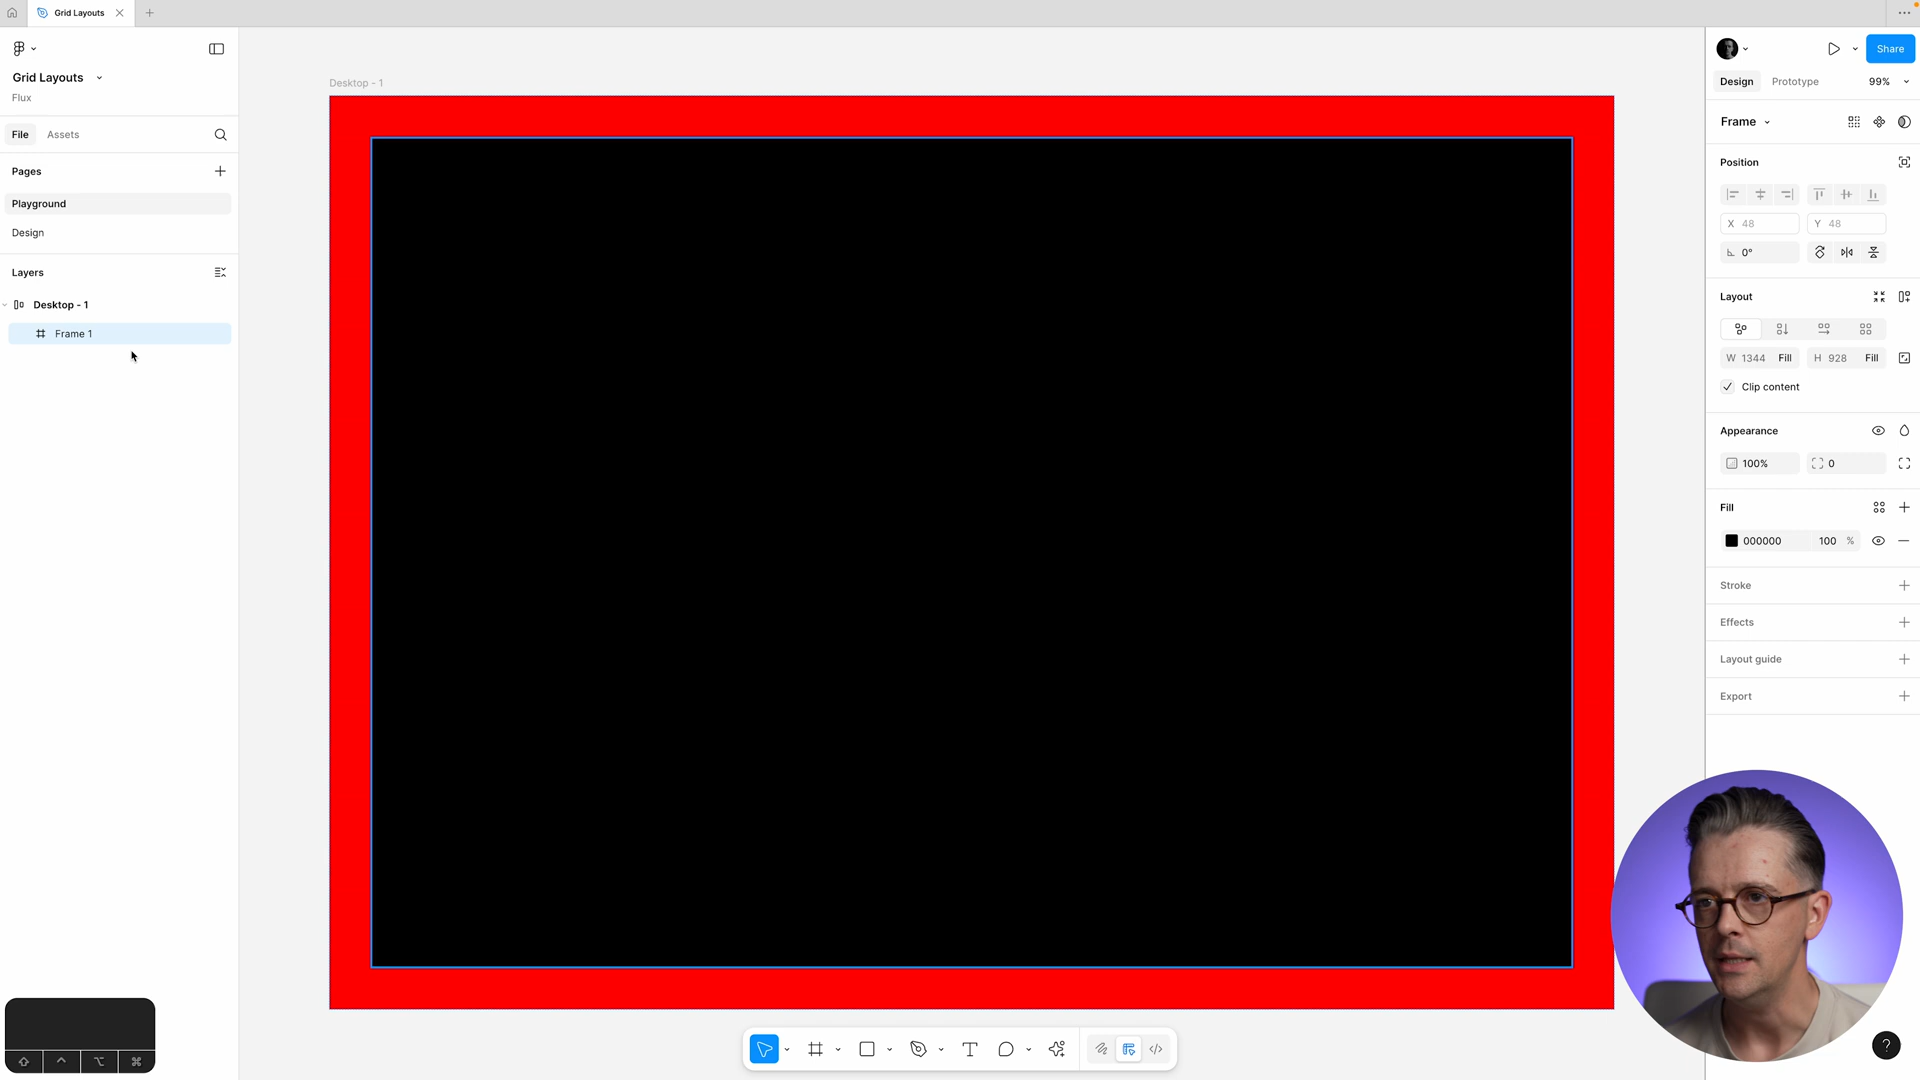 Grid Layouts
Grid Layouts
Flux
File
Assets
Pages
Playground
Design
Layers
Desktop - 1
Frame 1
Desktop - 1
Share
Design
Prototype
99%
Frame
Position
X 48
Y 48
0°
Layout
W 1344 Fill
H 928 Fill
Clip content
Appearance
100%
0
Fill
000000
100 %
Stroke
Effects
Layout guide
Export
?